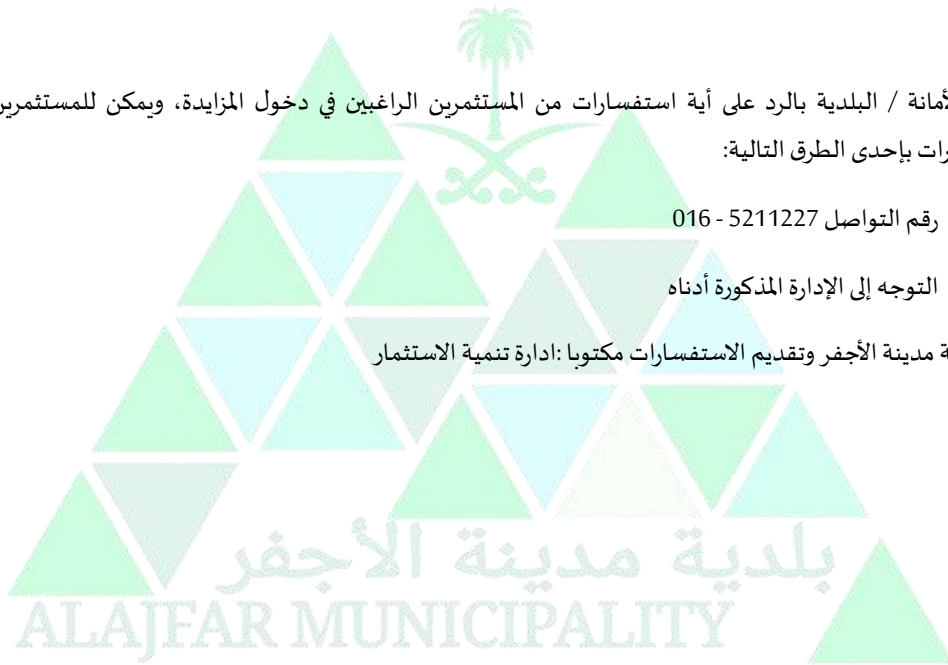 الأمانة / البلدية بالرد على أية استفسارات من المستثمرين الراغبين في دخول المزايدة، ويمكن للمستثمرين
بإحدى الطرق التالية:
رقم التواصل 5211227 - 016
التوجه إلى الإدارة المذكورة أدناه
مدينة الأجفر وتقديم الاستفسارات مكتوبا :ادارة تنمية الاستثمار
بلدية مدينة الأجفر
ALAJFAR MUNICIPALITY